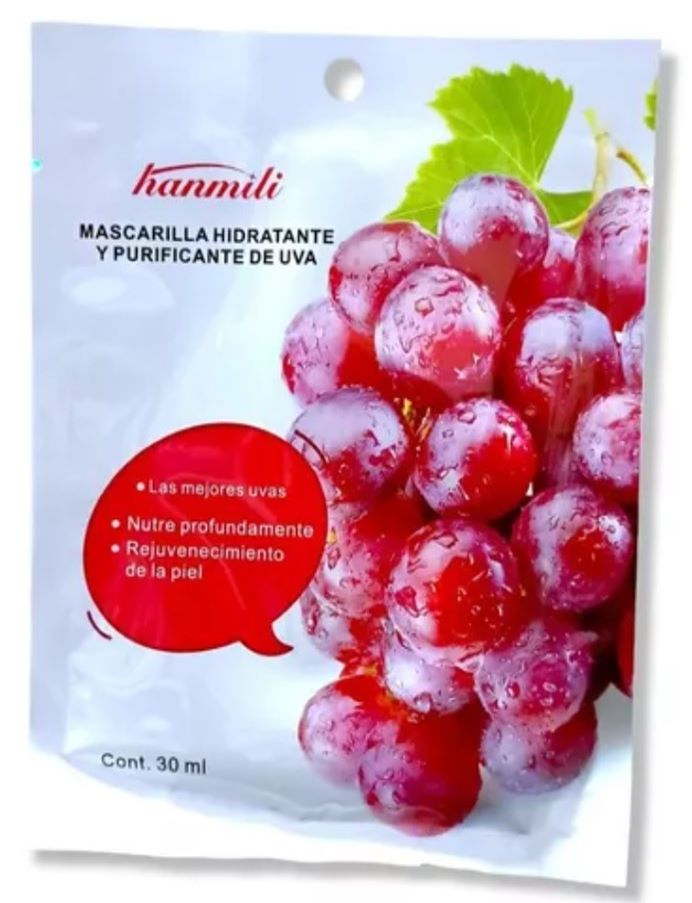 hanmili
MASCARILLA HIDRATANTE
Y PURIFICANTE DE UVA
• Las mejores uvas
• Nutre profundamente
• Rejuvenecimiento
de la piel
Cont. 30 ml